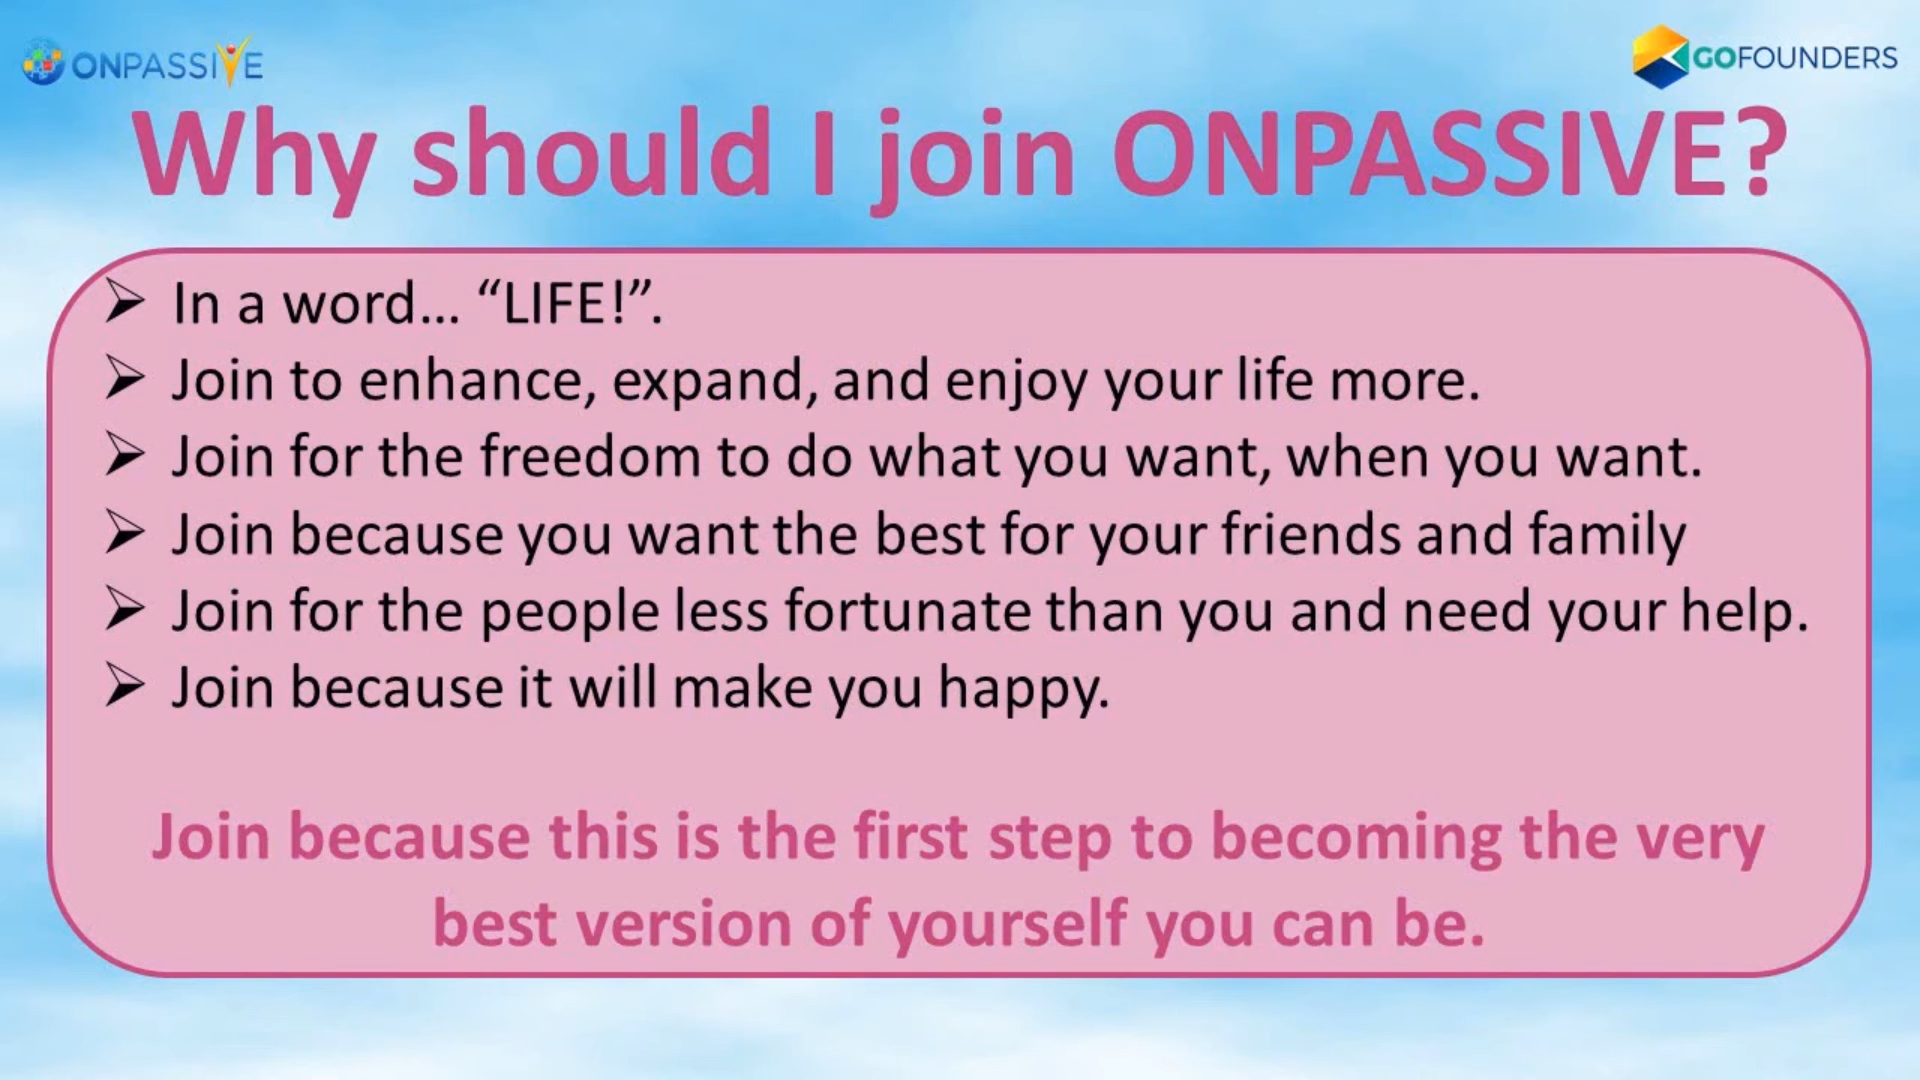 ONPASSIVE
GOFOUNDERS
Why should I join ONPASSIVE?
➢ In a word... “LIFE!”.
➢ Join to enhance, expand, and enjoy your life more.
➢ Join for the freedom to do what you want, when you want.
➢ Join because you want the best for your friends and family
➢ Join for the people less fortunate than you and need your help.
➢ Join because it will make you happy.
Join because this is the first step to becoming the very
best version of yourself you can be.